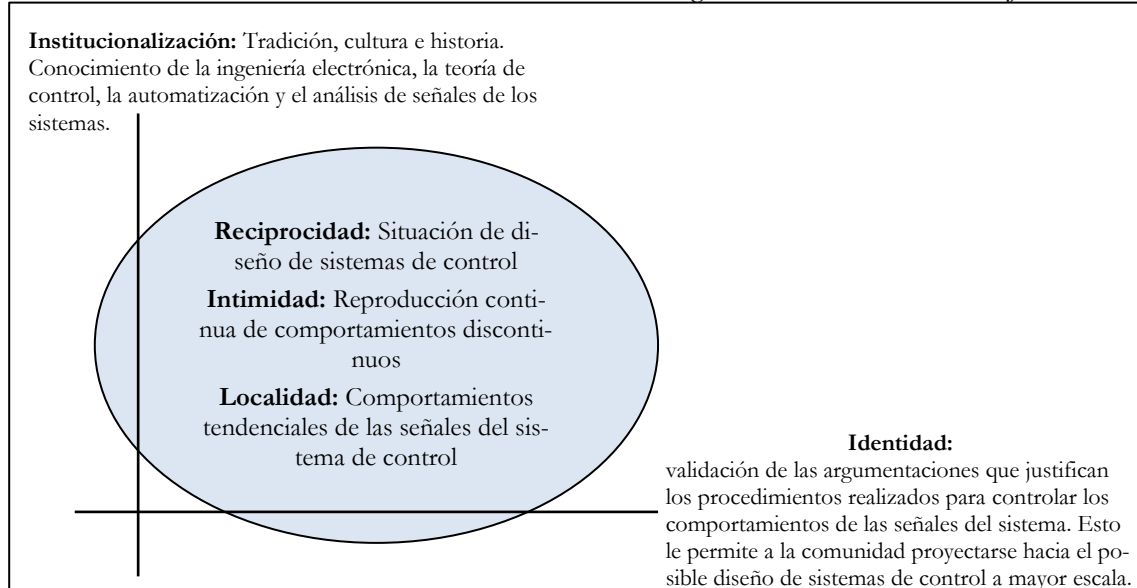 Institucionalización: Tradición, cultura e historia.
Conocimiento de la ingeniería electrónica, la teoría de
control, la automatización y el análisis de señales de los
sistemas.
Reciprocidad: Situación de di-
seño de sistemas de control
Intimidad: Reproducción conti-
nua de comportamientos disconti-
nuos
Localidad: Comportamientos
tendenciales de las señales del sis-
tema de control
Identidad:
validación de las argumentaciones que justifican
los procedimientos realizados para controlar los
comportamientos de las señales del sistema. Esto
le permite a la comunidad proyectarse hacia el po-
sible diseño de sistemas de control a mayor escala.